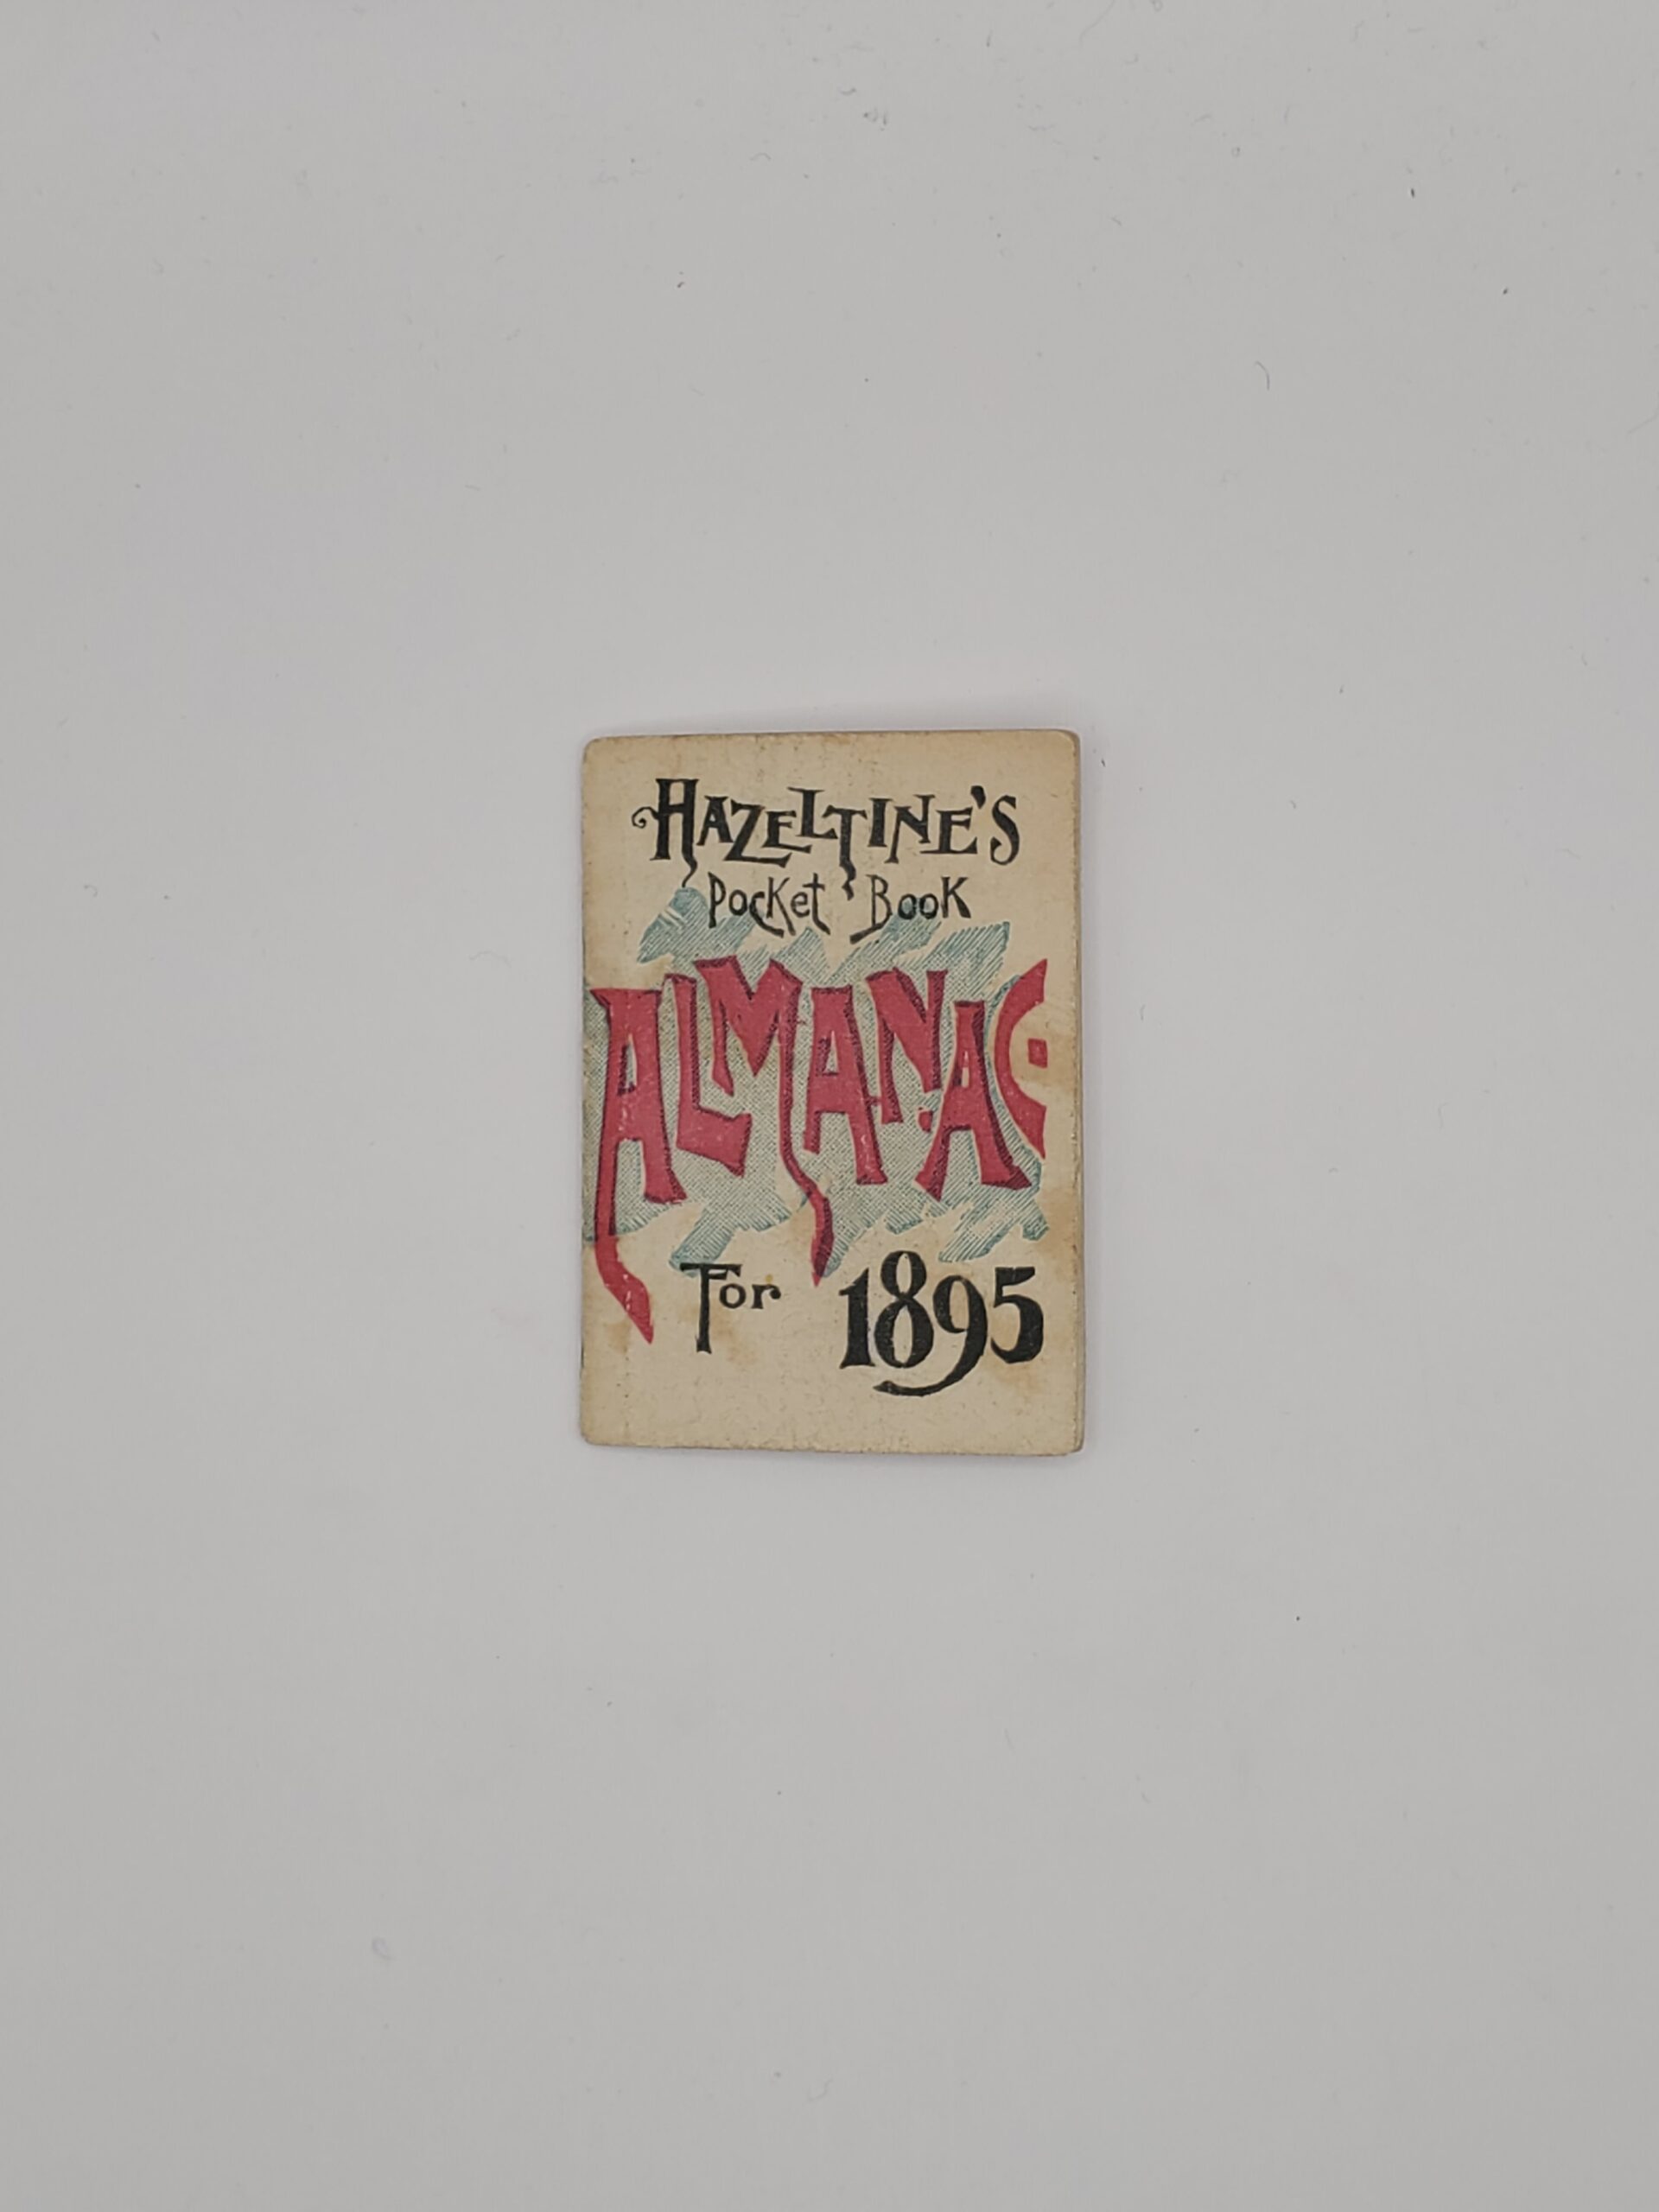 HAZELTINE'S
Pocket Book
ALMANAC
For 1895